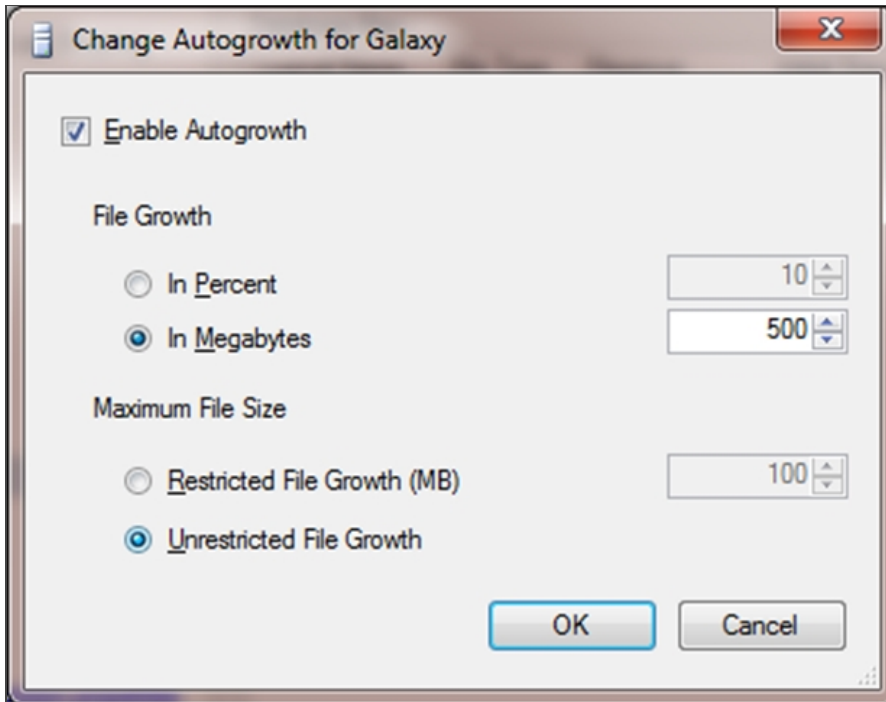 Change Autogrowth for Galaxy
Enable Autogrowth
File Growth
In Percent 10
In Megabytes 500
Maximum File Size
Restricted File Growth (MB) 100
Unrestricted File Growth
OK Cancel